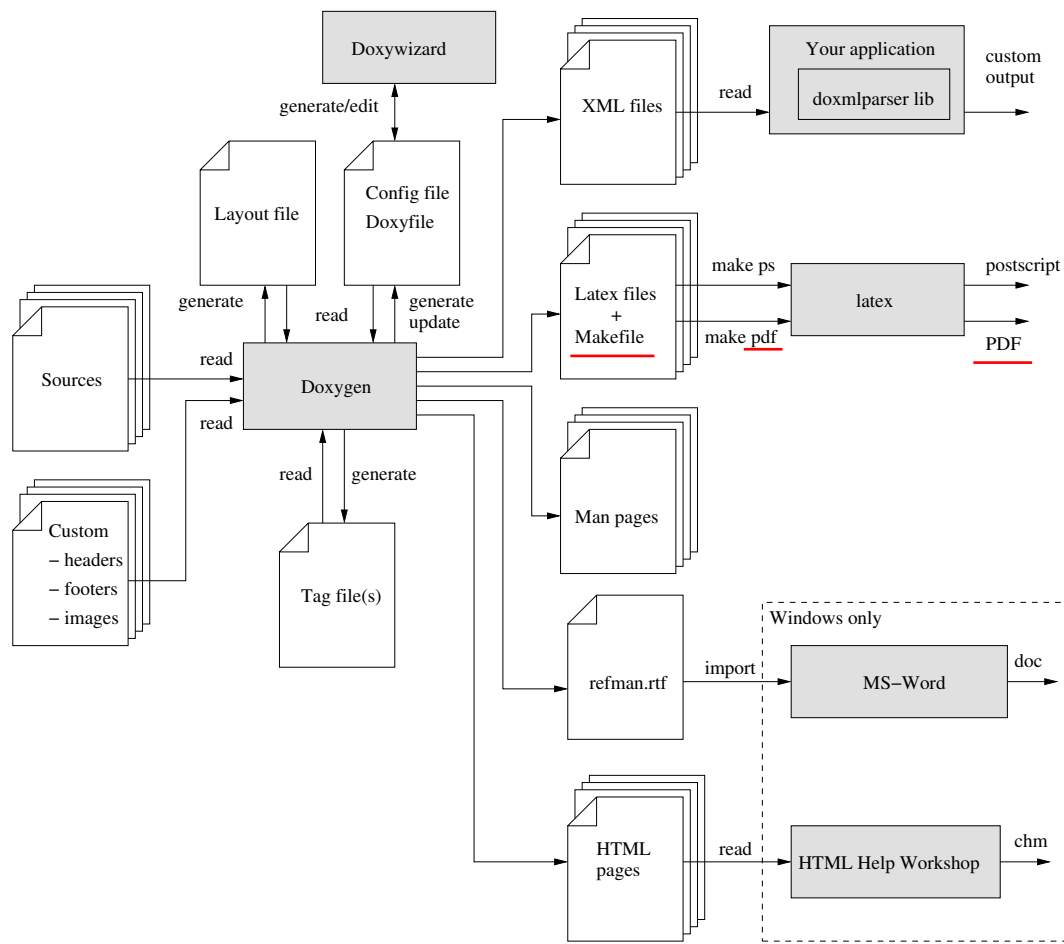 Doxywizard
generate/edit
Layout file
Config file
Doxyfile
generate
read
generate
update
Sources
read
Doxygen
read
Custom
– headers
– footers
– images
read
generate
Tag file(s)
XML files
read
Your application
doxmlparser lib
custom
output
Latex files
+
Makefile
make ps
make pdf
latex
postscript
PDF
Man pages
refman.rtf
import
Windows only
MS–Word
doc
HTML
pages
read
HTML Help Workshop
chm